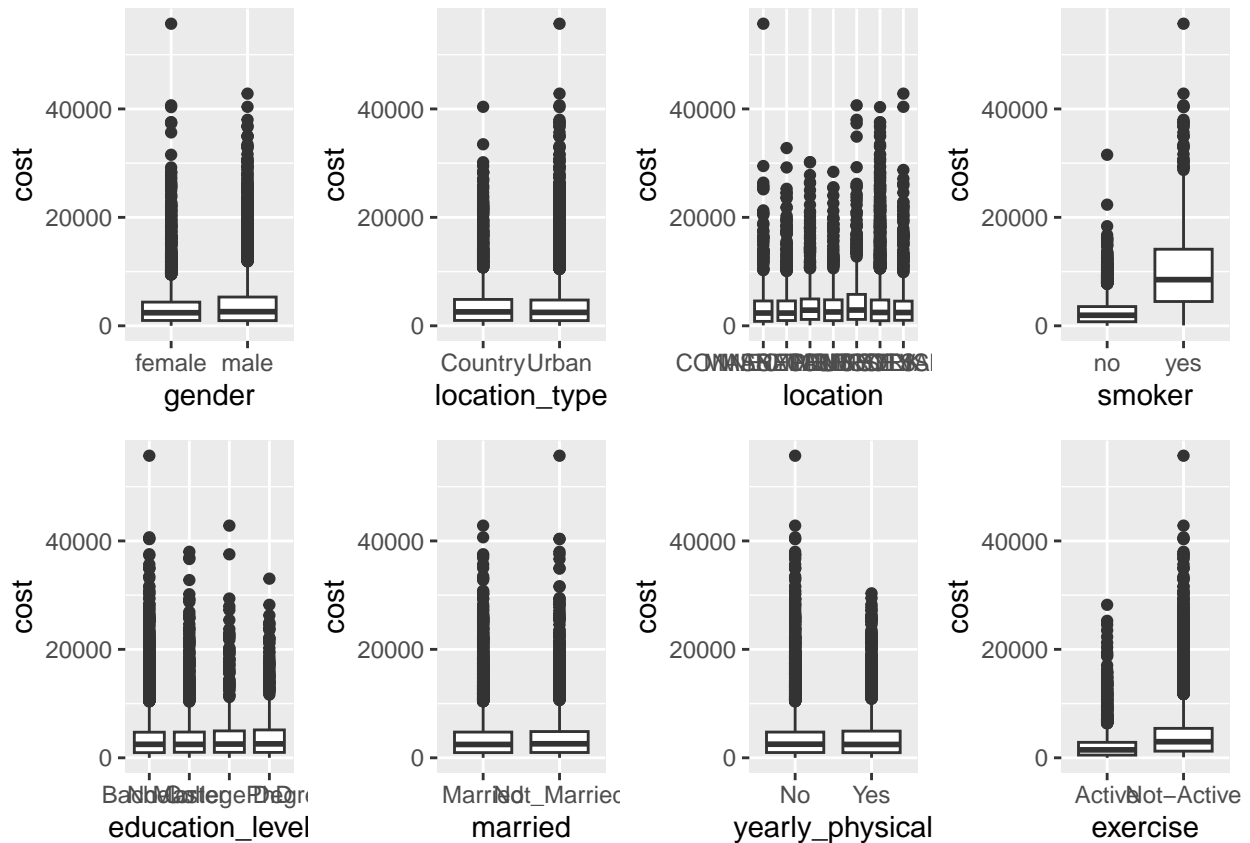 cost
40000
20000
0
female male
gender
cost
40000
20000
0
Country Urban
location_type
cost
40000
20000
0
location
cost
40000
20000
0
no yes
smoker
cost
40000
20000
0
education_level
cost
40000
20000
0
Married Not_Married
married
cost
40000
20000
0
No Yes
yearly_physical
cost
40000
20000
0
Active Not−Active
exercise